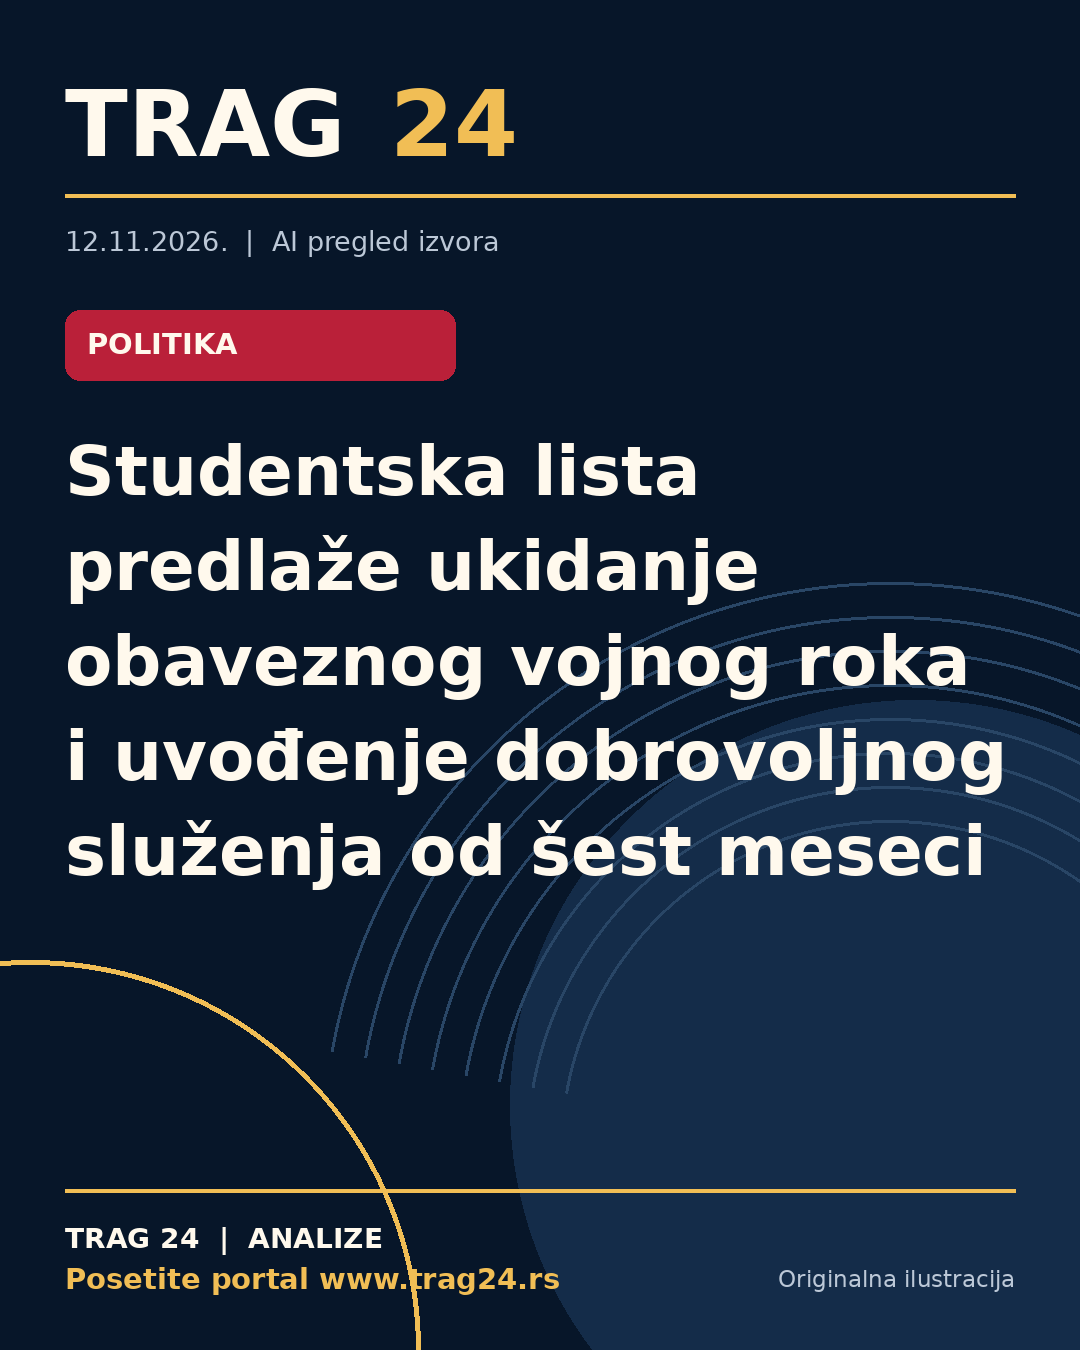 TRAG 24
12.11.2026. | AI pregled izvora
POLITIKA
Studentska lista
predlaže ukidanje
obaveznog vojnog roka
i uvođenje dobrovoljnog
služenja od šest meseci
TRAG 24 | ANALIZE
Posetite portal www.trag24.rs
Originalna ilustracija